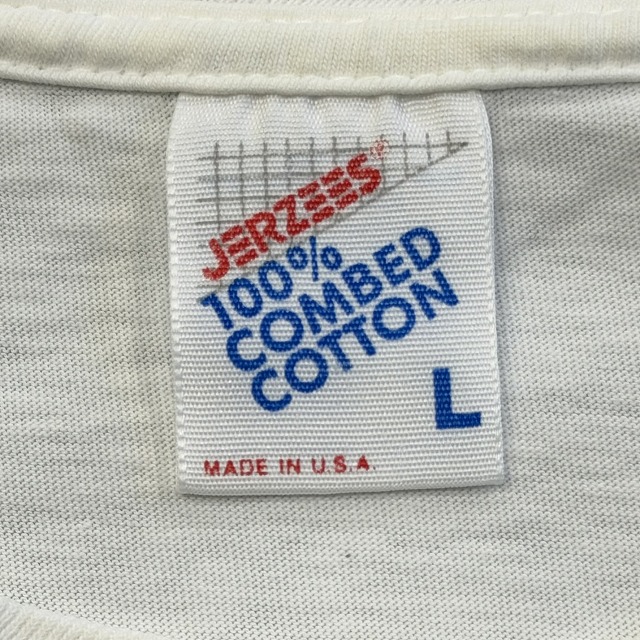 JERZEES®
100%
COMBED
COTTON
L
MADE IN U.S.A.